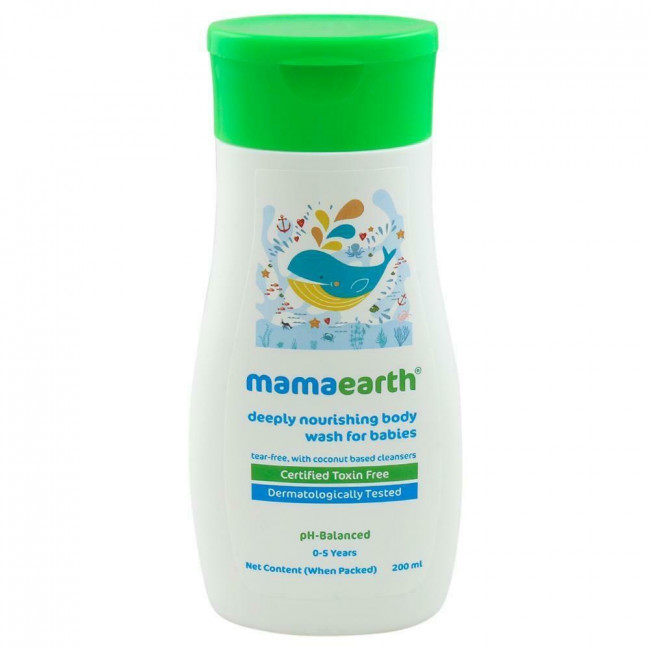 mamaearth®
deeply nourishing body
wash for babies
tear-free, with coconut based cleansers
Certified Toxin Free
Dermatologically Tested
pH-Balanced
0-5 Years
Net Content (When Packed) 200 ml